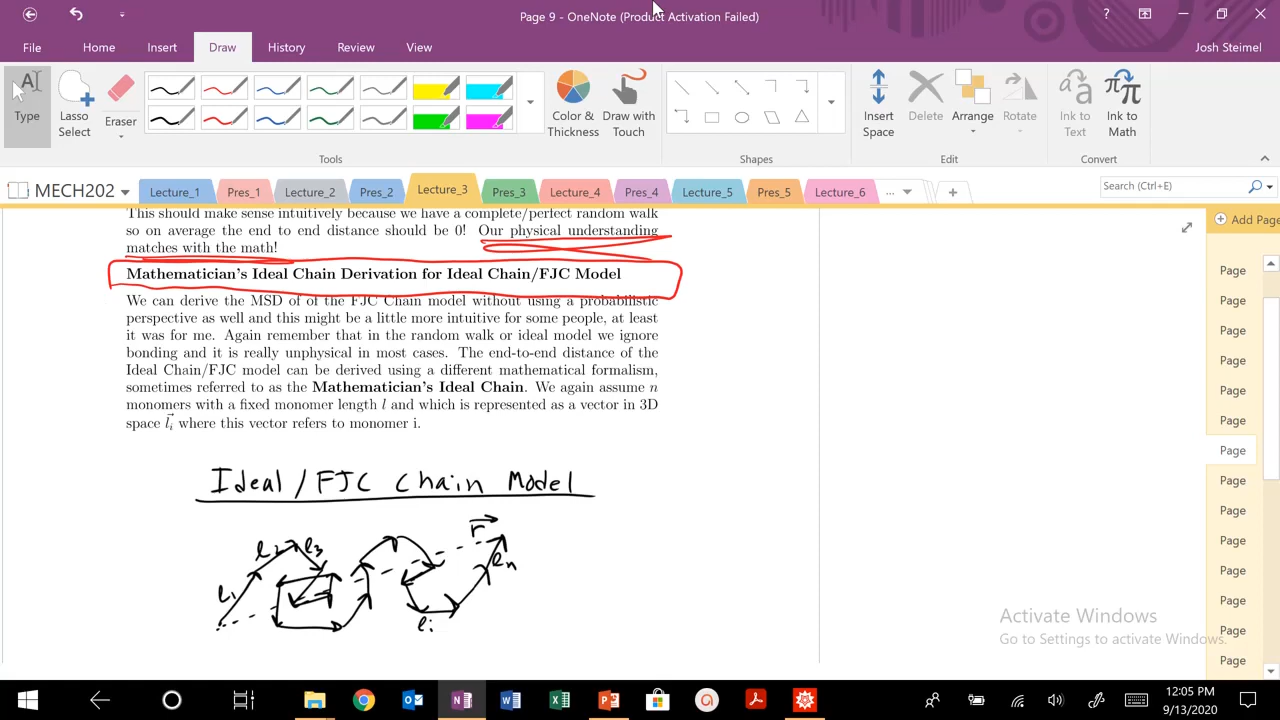 Page 9 - OneNote (Product Activation Failed)
File Home Insert Draw History Review View Josh Steimel
Type Lasso Select Eraser Color & Thickness Draw with Touch Insert Space Delete Arrange Rotate Ink to Text Ink to Math
Tools Shapes Edit Convert
MECH202 Lecture_1 Pres_1 Lecture_2 Pres_2 Lecture_3 Pres_3 Lecture_4 Pres_4 Lecture_5 Pres_5 Lecture_6 ... Search (Ctrl+E)
Add Page
This should make sense intuitively because we have a complete/perfect random walk
so on average the end to end distance should be 0! Our physical understanding
matches with the math!
Mathematician's Ideal Chain Derivation for Ideal Chain/FJC Model
We can derive the MSD of of the FJC Chain model without using a probabilistic
perspective as well and this might be a little more intuitive for some people, at least
it was for me. Again remember that in the random walk or ideal model we ignore
bonding and it is really unphysical in most cases. The end-to-end distance of the
Ideal Chain/FJC model can be derived using a different mathematical formalism,
sometimes referred to as the Mathematician's Ideal Chain. We again assume n
monomers with a fixed monomer length l and which is represented as a vector in 3D
space l⃗ᵢ where this vector refers to monomer i.
Ideal / FJC Chain Model
r⃗
l₂ l₃
lₙ
l₁
lᵢ
Page
Page
Page
Page
Page
Page
Page
Page
Page
Page
Page
Page
Page
Page
Activate Windows
Go to Settings to activate Windows.
12:05 PM
9/13/2020